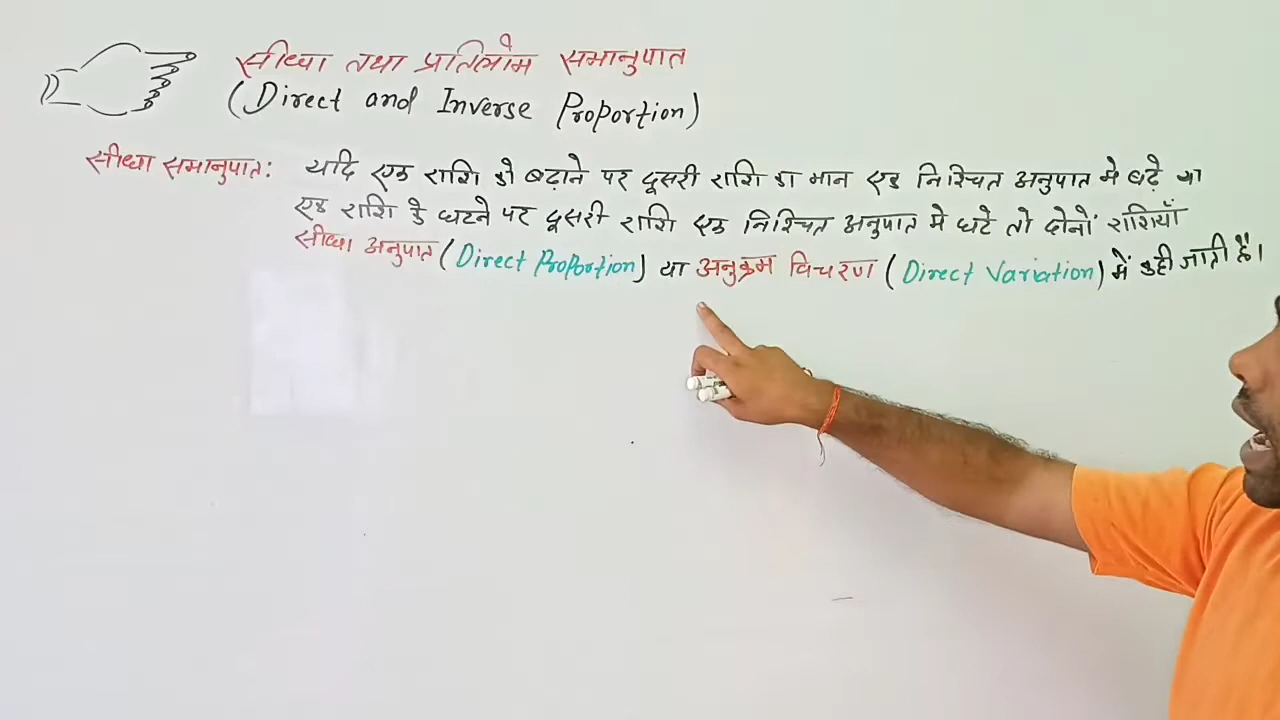 सीधा तथा प्रतिलोम समानुपात
(Direct and Inverse Proportion)
सीधा समानुपात: यदि एक राशि को बढ़ाने पर दूसरी राशि का मान एक निश्चित अनुपात मे बढ़े या
एक राशि के घटने पर दूसरी राशि एक निश्चित अनुपात मे घटे तो दोनों राशियाँ
सीधा अनुपात (Direct Proportion) या अनुक्रम विचरण (Direct Variation) में कही जाती हैं।